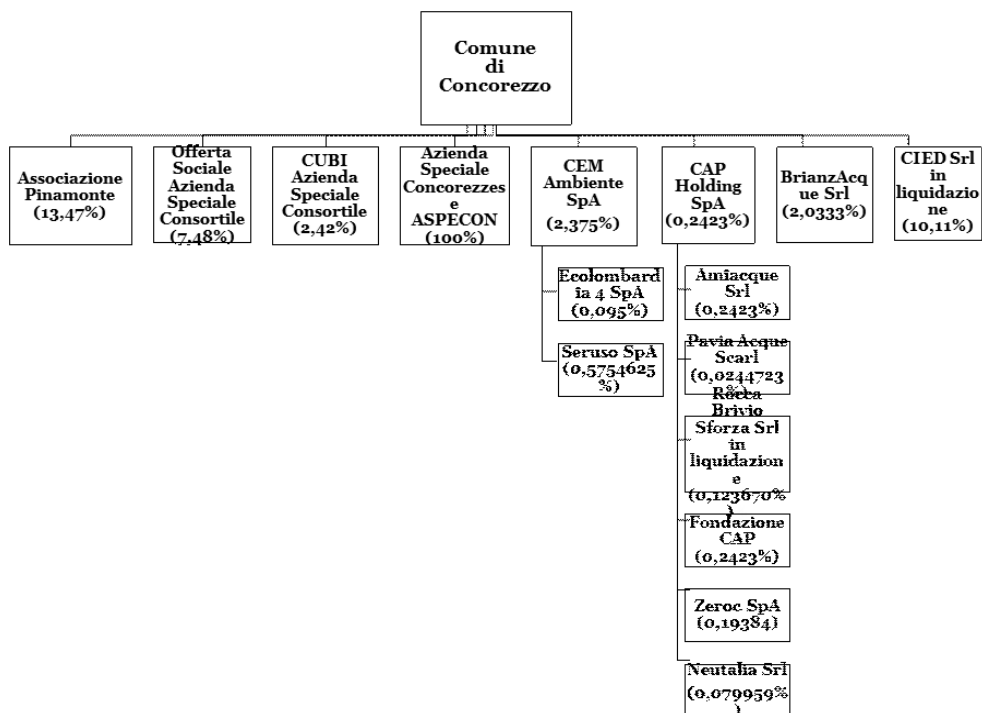 Comune
di
Concorezzo
Associazione
Pinamonte
(13,47%)
Offerta
Sociale
Azienda
Speciale
Consortile
(7,48%)
CUBI
Azienda
Speciale
Consortile
(2,42%)
Azienda
Speciale
Concorezzes
e
ASPECON
(100%)
CEM
Ambiente
SpA
(2,375%)
CAP
Holding
SpA
(0,2423%)
BrianzAcq
ue Srl
(2,0333%)
CIED Srl
in
liquidazio
ne
(10,11%)
Ecolombard
ia 4 SpA
(0,095%)
Seruso SpA
(0,5754625
%)
Amiacque
Srl
(0,2423%)
Pavia Acque
Scarl
(0,0244723
%)
Rocca
Brivio
Sforza Srl
in
liquidazion
e
(0,123670%
)
Fondazione
CAP
(0,2423%)
Zeroc SpA
(0,19384)
Neutalia Srl
(0,079959%
)